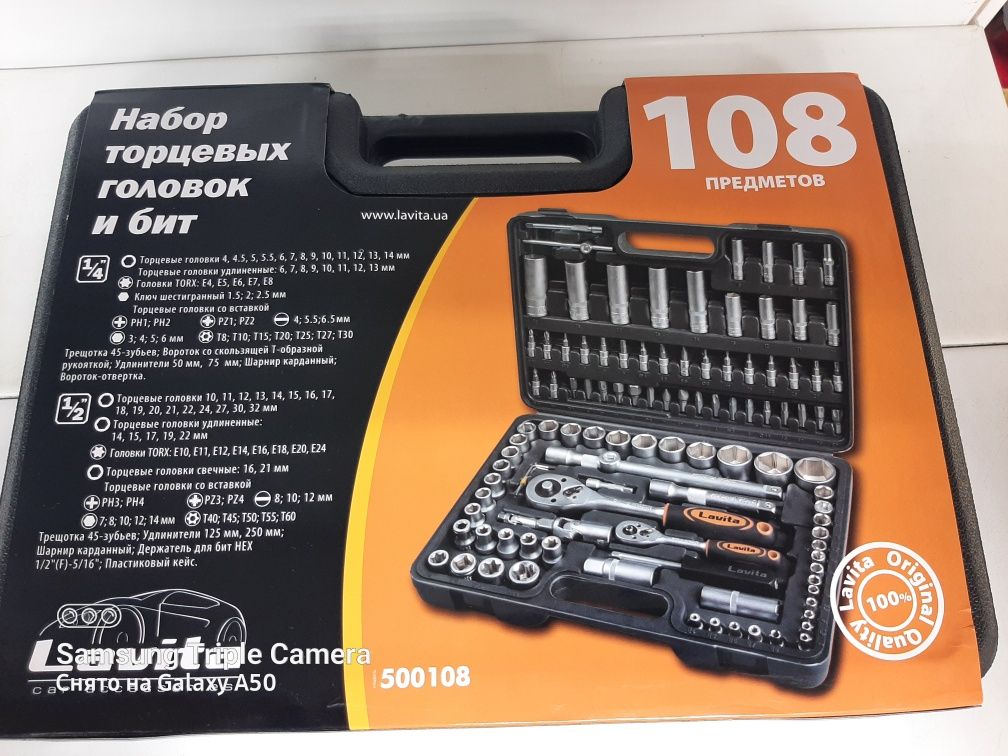 Набор
торцевых
головок
и бит
www.lavita.ua
108
ПРЕДМЕТОВ
1/4"
Торцевые головки 4, 4.5, 5, 5.5, 6, 7, 8, 9, 10, 11, 12, 13, 14 мм
Торцевые головки удлиненные: 6, 7, 8, 9, 10, 11, 12, 13 мм
Головки TORX: E4, E5, E6, E7, E8
Ключ шестигранный 1.5; 2; 2.5 мм
Торцевые головки со вставкой
PH1; PH2 PZ1; PZ2 4; 5.5; 6.5 мм
3; 4; 5; 6 мм T8; T10; T15; T20; T25; T27; T30
Трещотка 45-зубьев; Вороток со скользящей Т-образной
рукояткой; Удлинители 50 мм, 75 мм; Шарнир карданный;
Вороток-отвертка.
1/2"
Торцевые головки 10, 11, 12, 13, 14, 15, 16, 17,
18, 19, 20, 21, 22, 24, 27, 30, 32 мм
Торцевые головки удлиненные:
14, 15, 17, 19, 22 мм
Головки TORX: E10, E11, E12, E14, E16, E18, E20, E24
Торцевые головки свечные: 16, 21 мм
Торцевые головки со вставкой
PH3; PH4 PZ3; PZ4 8; 10; 12 мм
7; 8; 10; 12; 14 мм T40; T45; T50; T55; T60
Трещотка 45-зубьев; Удлинители 125 мм, 250 мм;
Шарнир карданный; Держатель для бит HEX
1/2"(F)-5/16"; Пластиковый кейс.
Lavita
Lavita
Lavita
Lavita Original
100%
Quality
Lavita
car accessories
Samsung Triple Camera
Снято на Galaxy A50
500108